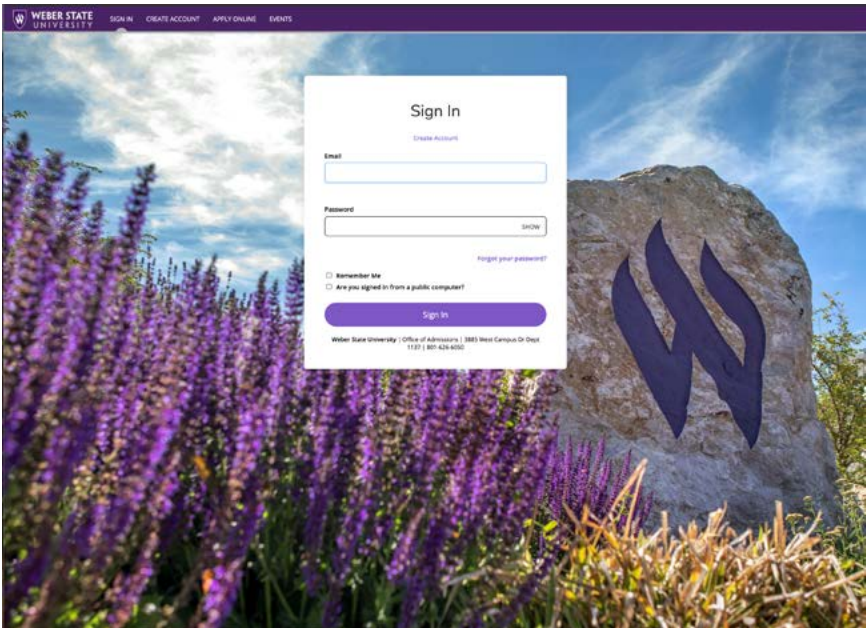 WEBER STATE
UNIVERSITY
SIGN IN CREATE ACCOUNT APPLY ONLINE EVENTS
Sign In
Create Account
Email
Password
SHOW
Forgot your password?
Remember Me
Are you signed in from a public computer?
Sign In
Weber State University | Office of Admissions | 3885 West Campus Dr Dept
1137 | 801-626-6050
W